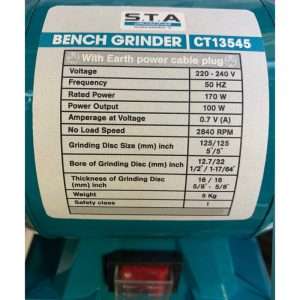 S.T.A
BENCH GRINDER CT13545
With Earth power cable plug
Voltage 220 - 240 V
Frequency 50 HZ
Rated Power 170 W
Power Output 100 W
Amperage at Voltage 0.7 V (A)
No Load Speed 2840 RPM
Grinding Disc Size (mm) inch 125/125
5"/5"
Bore of Grinding Disc 12.7/32
(mm) inch 1/2" / 1-17/64"
Thickness of Grinding Disc 16 / 16
(mm) inch 5/8" - 5/8"
Weight Kg
Safety class I